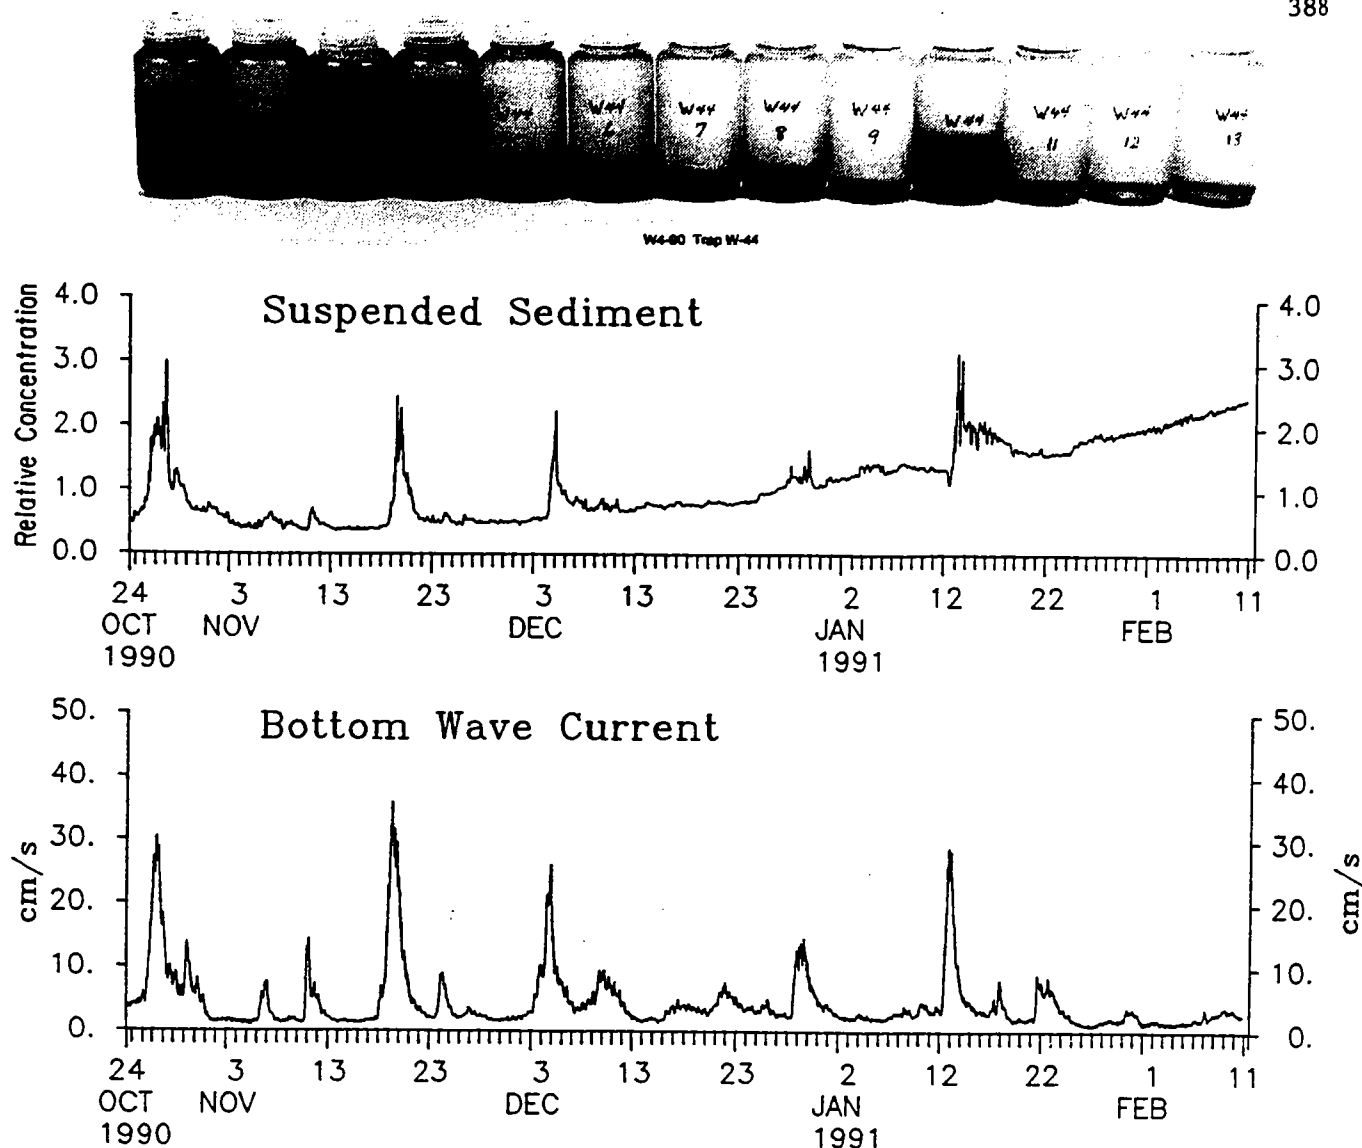 388
W44 W44 W44 W44 W44 W44 W44 W44 W44
6 7 8 9 11 12 13
W4-90 Trap W-44
Suspended Sediment
Relative Concentration
4.0 4.0
3.0 3.0
2.0 2.0
1.0 1.0
0.0 0.0
24 3 13 23 3 13 23 2 12 22 1 11
OCT NOV DEC JAN FEB
1990 1991
Bottom Wave Current
cm/s cm/s
50. 50.
40. 40.
30. 30.
20. 20.
10. 10.
0. 0.
24 3 13 23 3 13 23 2 12 22 1 11
OCT NOV DEC JAN FEB
1990 1991